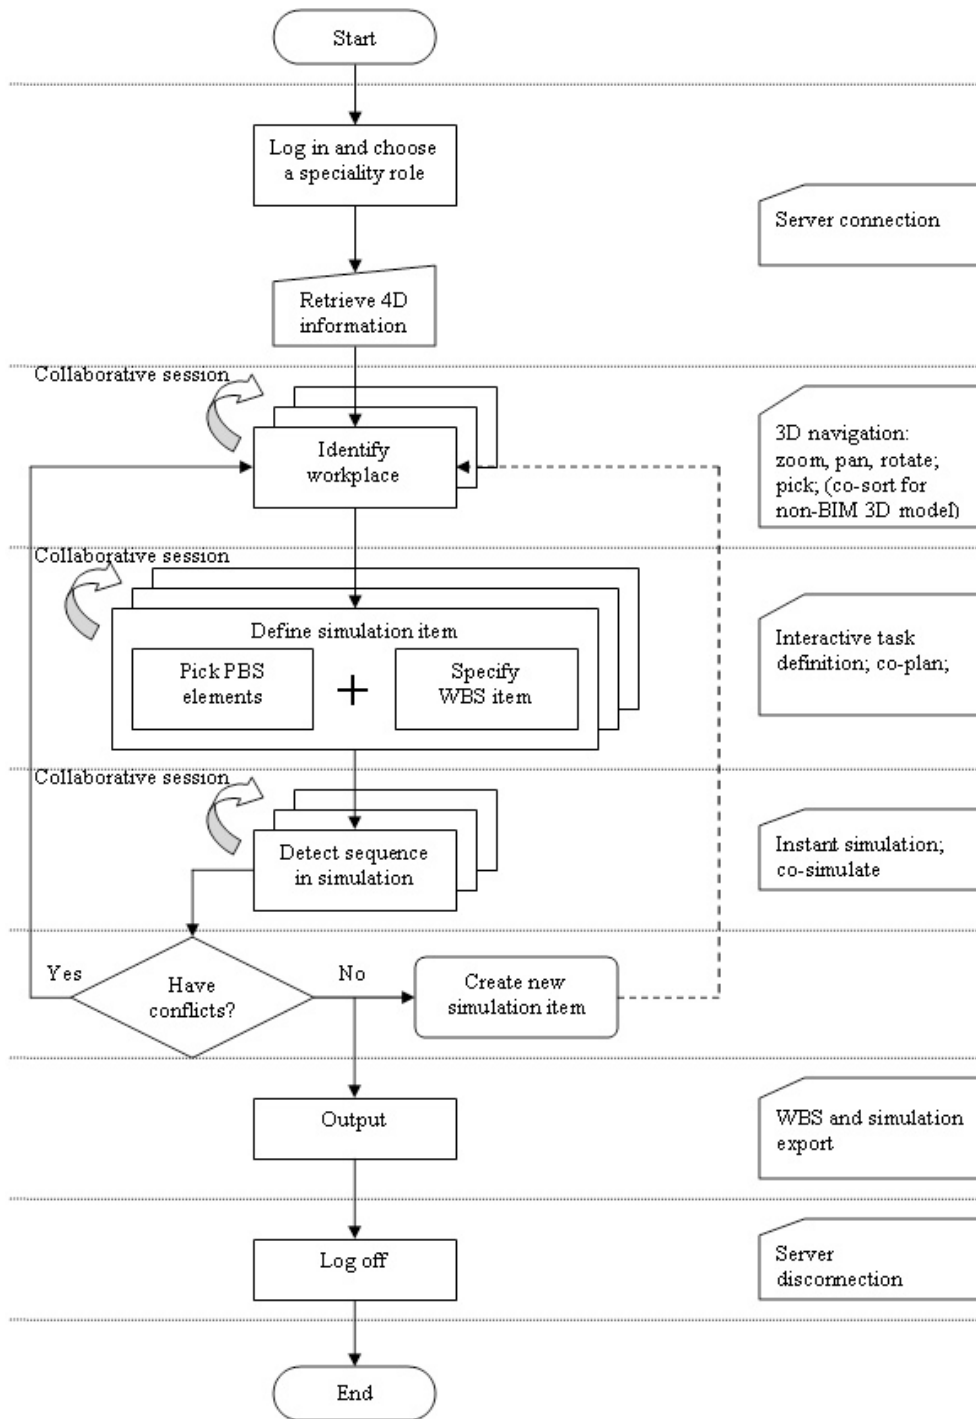 Start
Log in and choose
a speciality role
Server connection
Retrieve 4D
information
Collaborative session
Identify
workplace
3D navigation:
zoom, pan, rotate;
pick; (co-sort for
non-BIM 3D model)
Collaborative session
Define simulation item
Pick PBS
elements
+
Specify
WBS item
Interactive task
definition; co-plan;
Collaborative session
Detect sequence
in simulation
Instant simulation;
co-simulate
Yes
Have
conflicts?
No
Create new
simulation item
Output
WBS and simulation
export
Log off
Server
disconnection
End